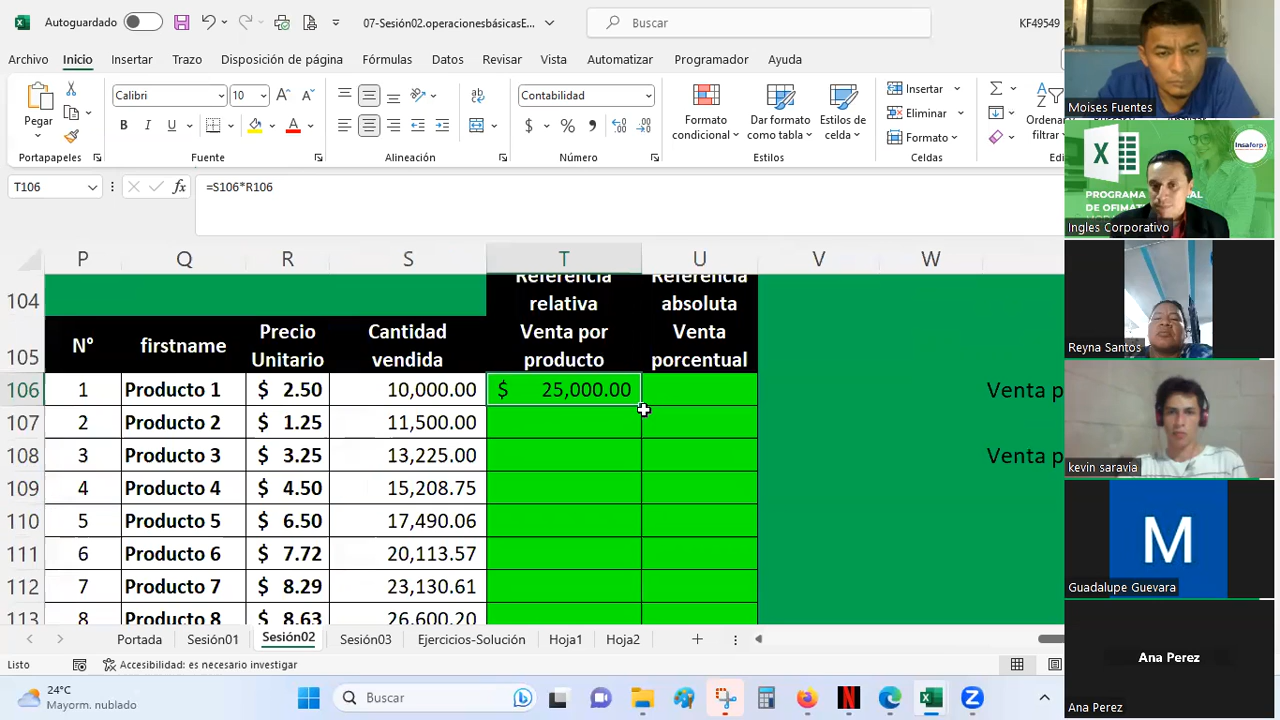 Autoguardado
07-Sesión02.operacionesbásicasE...
Buscar
KF49549
Archivo
Inicio
Insertar
Trazo
Disposición de página
Fórmulas
Datos
Revisar
Vista
Automatizar
Programador
Ayuda
Pegar
Calibri
10
Contabilidad
Formato condicional
Dar formato como tabla
Estilos de celda
Insertar
Eliminar
Formato
Portapapeles
Fuente
Alineación
Número
Estilos
Celdas
T106
=S106*R106
P Q R S T U V W
104
Referencia relativa
Referencia absoluta
105 Nº firstname Precio Unitario Cantidad vendida Venta por producto Venta porcentual
106 1 Producto 1 $ 2.50 10,000.00 $ 25,000.00 Venta p
107 2 Producto 2 $ 1.25 11,500.00
108 3 Producto 3 $ 3.25 13,225.00 Venta p
109 4 Producto 4 $ 4.50 15,208.75
110 5 Producto 5 $ 6.50 17,490.06
111 6 Producto 6 $ 7.72 20,113.57
112 7 Producto 7 $ 8.29 23,130.61
113 8 Producto 8 $ 8.63 26,600.20
Portada
Sesión01
Sesión02
Sesión03
Ejercicios-Solución
Hoja1
Hoja2
Listo
Accesibilidad: es necesario investigar
24°C
Mayorm. nublado
Buscar
Moises Fuentes
Insaforp
PROGRAMA
DE OFIMAT
Ingles Corporativo
Reyna Santos
kevin saravia
M
Guadalupe Guevara
Ana Perez
Ana Perez